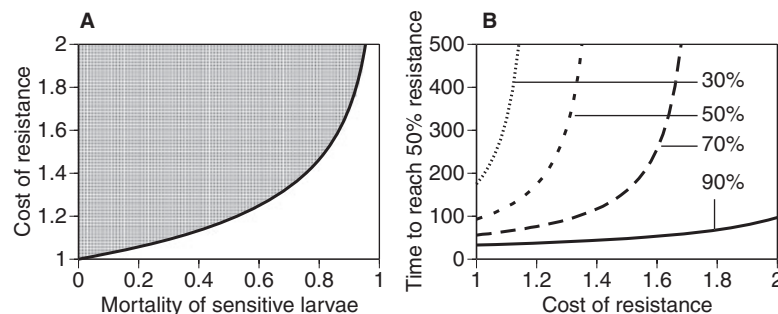 A
Cost of resistance
2
1.8
1.6
1.4
1.2
1
0 0.2 0.4 0.6 0.8 1
Mortality of sensitive larvae
B
Time to reach 50% resistance
500
400
300
200
100
0
30%
50%
70%
90%
1 1.2 1.4 1.6 1.8 2
Cost of resistance